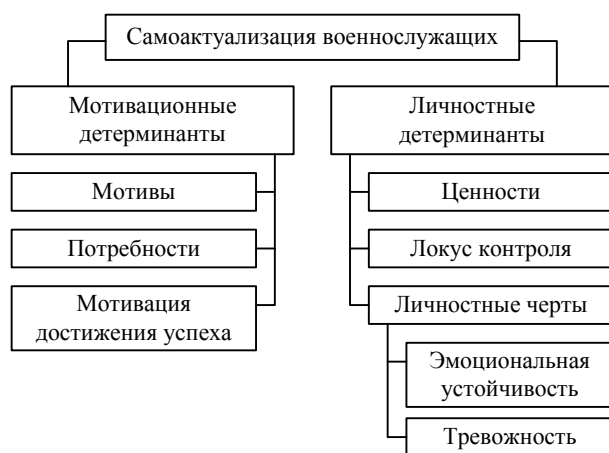 Самоактуализация военнослужащих
Мотивационные
детерминанты
Мотивы
Потребности
Мотивация
достижения успеха
Личностные
детерминанты
Ценности
Локус контроля
Личностные черты
Эмоциональная
устойчивость
Тревожность